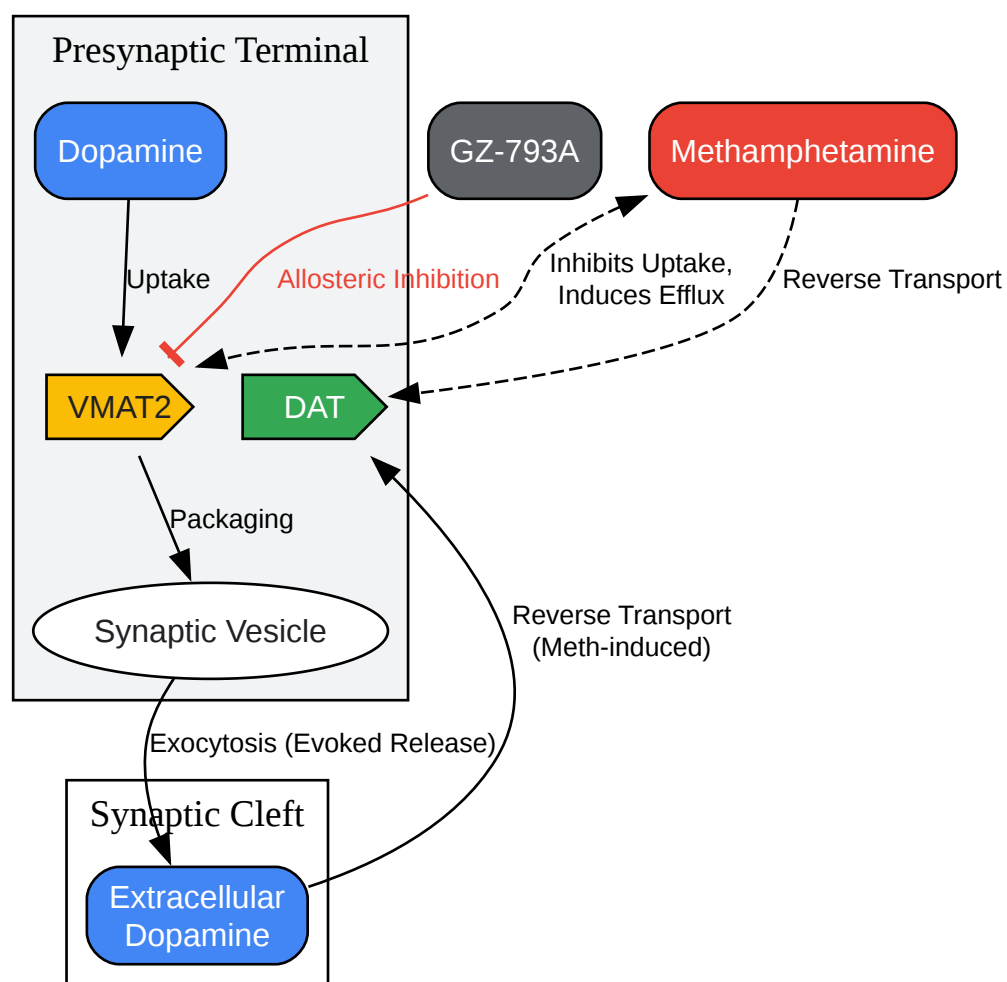 Presynaptic Terminal
Dopamine
GZ-793A
Methamphetamine
Uptake
Allosteric Inhibition
Inhibits Uptake,
Induces Efflux
Reverse Transport
VMAT2
DAT
Packaging
Synaptic Vesicle
Reverse Transport
(Meth-induced)
Exocytosis (Evoked Release)
Synaptic Cleft
Extracellular
Dopamine